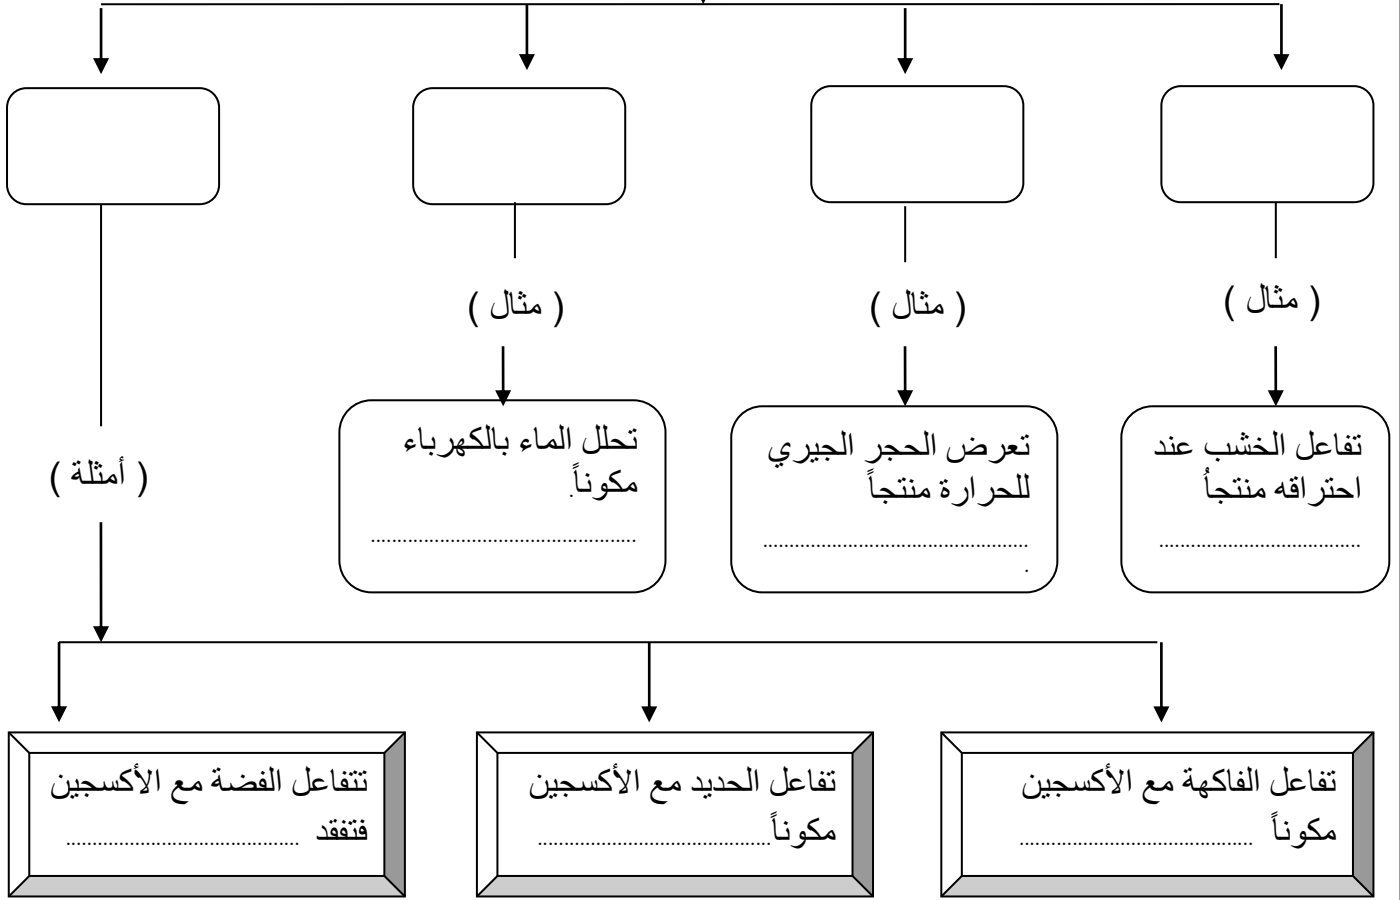 ( مثال )
( مثال )
( مثال )
تفاعل الخشب عند
احتراقه منتجاُ
........................................
تعرض الحجر الجيري
للحرارة منتجاً
.....................................................
.
تحلل الماء بالكهرباء
مكوناً.
.....................................................
( أمثلة )
تفاعل الفاكهة مع الأكسجين
مكوناً ..............................................
تفاعل الحديد مع الأكسجين
مكوناً..............................................
تتفاعل الفضة مع الأكسجين
فتفقد ..............................................